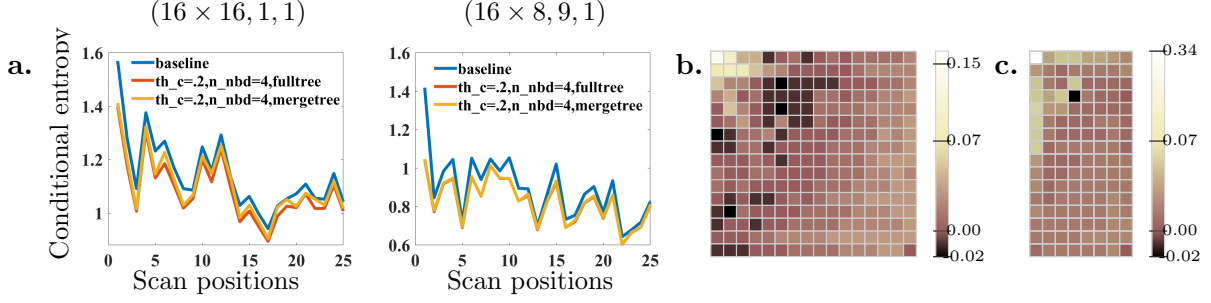 (16 × 16, 1, 1)
(16 × 8, 9, 1)
a.
Conditional entropy
1.6
1.4
1.2
1
baseline
th_c=.2,n_nbd=4,fulltree
th_c=.2,n_nbd=4,mergetree
0 5 10 15 20 25
Scan positions
1.6
1.4
1.2
1
0.8
0.6
baseline
th_c=.2,n_nbd=4,fulltree
th_c=.2,n_nbd=4,mergetree
0 5 10 15 20 25
Scan positions
b.
0.15
0.07
0.00
-0.02
c.
0.34
0.07
0.00
-0.02